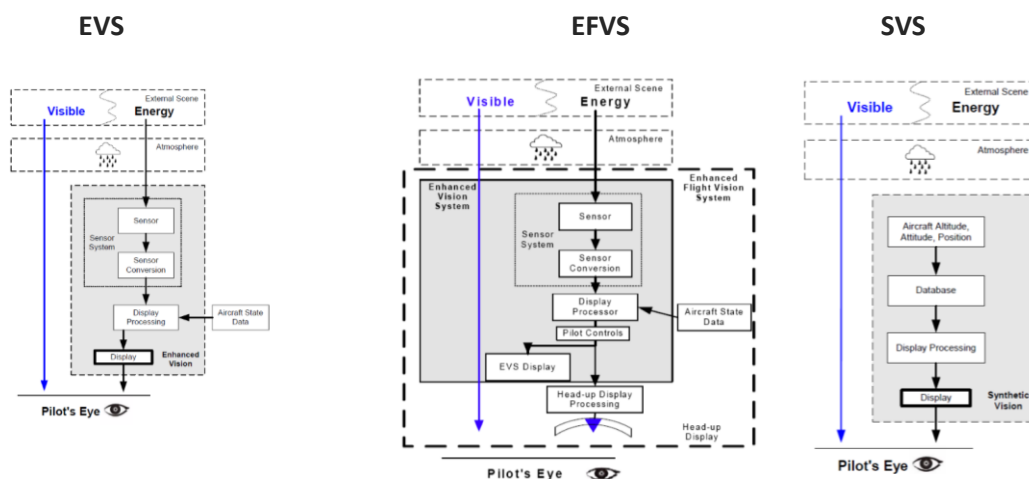 EVS
External Scene
Visible
Energy
Atmosphere
Sensor
Sensor
System
Sensor
Conversion
Display
Processing
Aircraft State
Data
Display
Enhanced
Vision
Pilot's Eye
EFVS
External Scene
Visible
Energy
Atmosphere
Enhanced
Vision
System
Enhanced
Flight Vision
System
Sensor
Sensor
System
Sensor
Conversion
Display
Processor
Aircraft State
Data
Pilot Controls
EVS Display
Head-up Display
Processing
Head-up
Display
Pilot's Eye
SVS
External Scene
Visible
Energy
Atmosphere
Aircraft Altitude,
Attitude, Position
Database
Display Processing
Display
Synthetic
Vision
Pilot's Eye